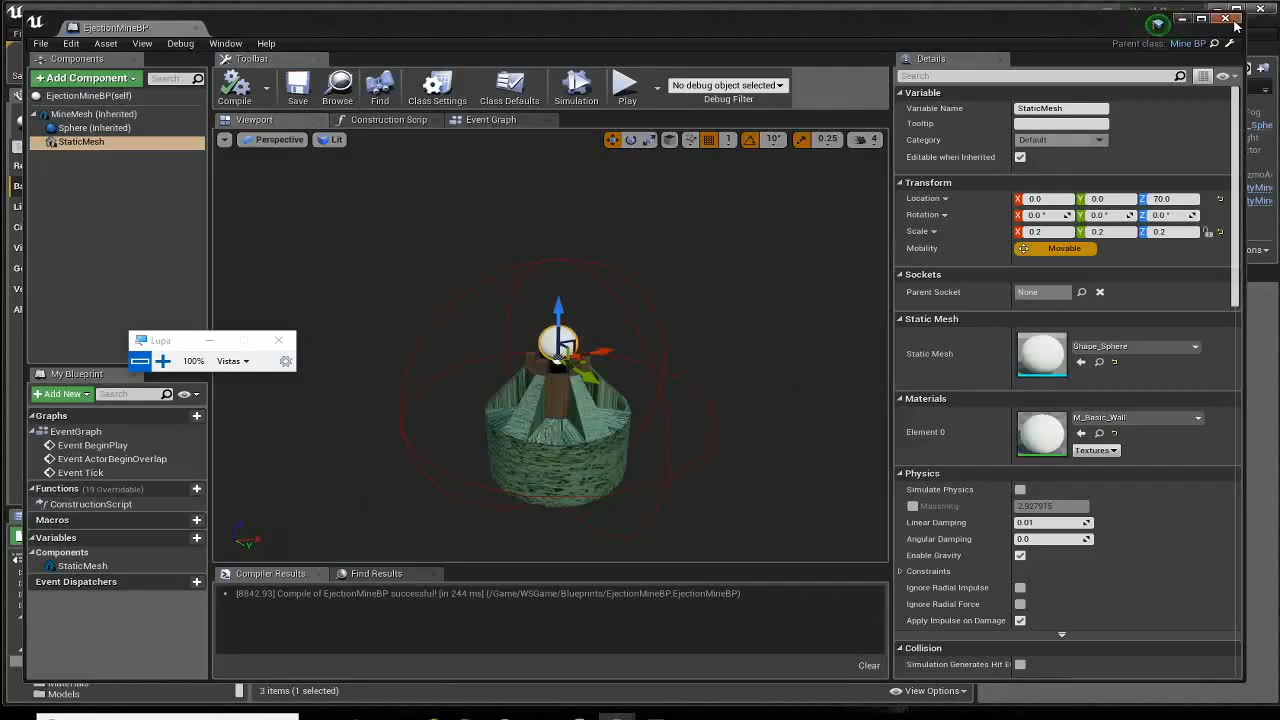 EjectionMineBP
File Edit Asset View Debug Window Help
Parent class: Mine BP
Components
+ Add Component
Search
EjectionMineBP(self)
MineMesh (Inherited)
Sphere (Inherited)
StaticMesh
Toolbar
Compile Save Browse Find Class Settings Class Defaults Simulation Play
No debug object selected
Debug Filter
Viewport Construction Scrip Event Graph
Perspective Lit
1 10° 0.25 4
Lupa
100% Vistas
My Blueprint
+ Add New Search
Graphs
EventGraph
Event BeginPlay
Event ActorBeginOverlap
Event Tick
Functions (19 Overridable)
ConstructionScript
Macros
Variables
Components
StaticMesh
Event Dispatchers
X Y
Compiler Results Find Results
[8842.93] Compile of EjectionMineBP successful! [in 244 ms] (/Game/WSGame/Blueprints/EjectionMineBP.EjectionMineBP)
Clear
Details
Search
Variable
Variable Name StaticMesh
Tooltip
Category Default
Editable when Inherited
Transform
Location X 0.0 Y 0.0 Z 70.0
Rotation X 0.0 ° Y 0.0 ° Z 0.0 °
Scale X 0.2 Y 0.2 Z 0.2
Mobility Movable
Sockets
Parent Socket None
Static Mesh
Static Mesh Shape_Sphere
Materials
Element 0 M_Basic_Wall
Textures
Physics
Simulate Physics
MassInKg 2.927915
Linear Damping 0.01
Angular Damping 0.0
Enable Gravity
Constraints
Ignore Radial Impulse
Ignore Radial Force
Apply Impulse on Damage
Collision
Simulation Generates Hit E
Models
3 items (1 selected)
View Options